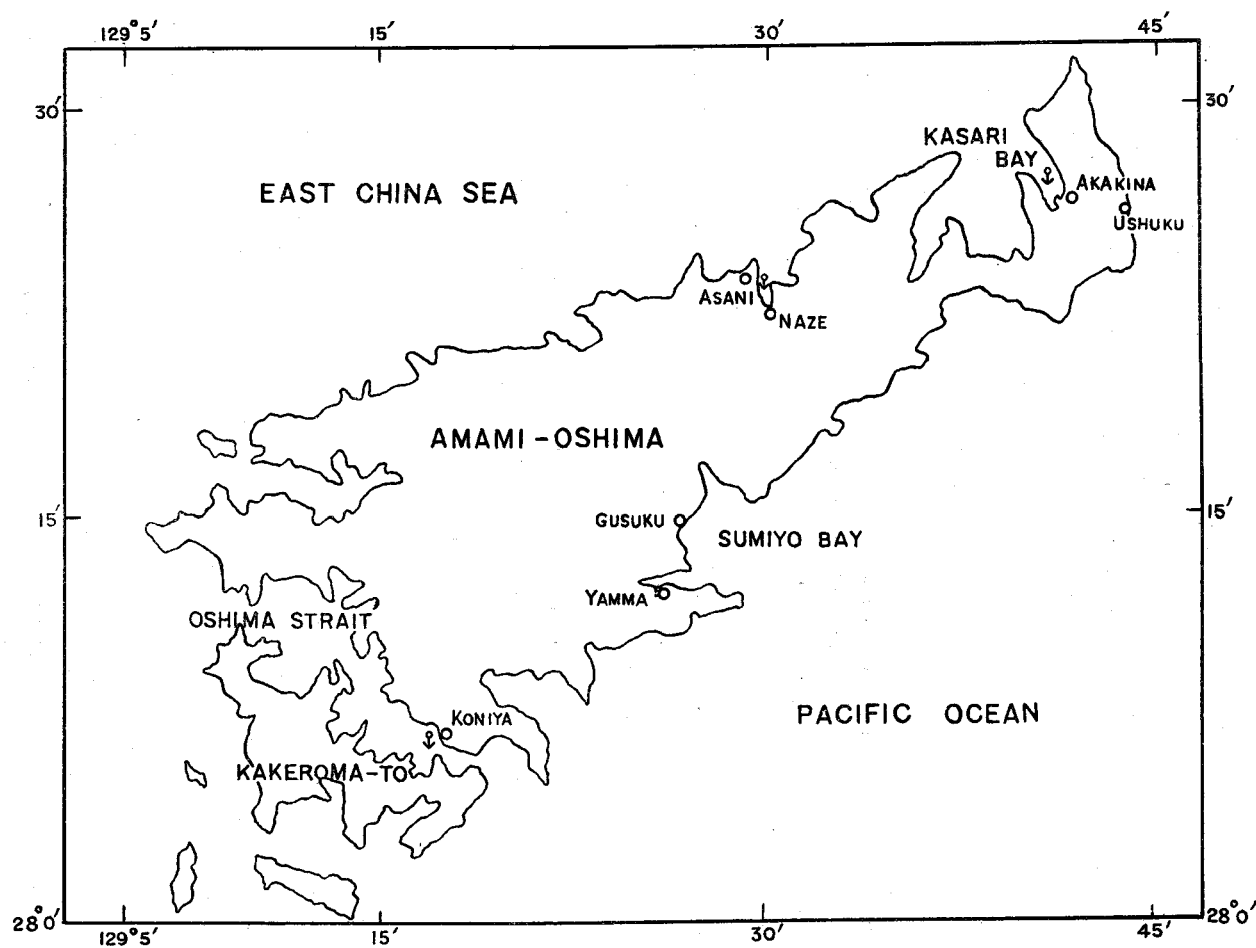 129°5′ 15′ 30′ 45′
30′ 30′
KASARI
BAY
EAST CHINA SEA
AKAKINA
USHUKU
ASANI
NAZE
AMAMI-OSHIMA
15′ 15′
GUSUKU
SUMIYO BAY
YAMMA
OSHIMA STRAIT
KONIYA
PACIFIC OCEAN
KAKEROMA-TO
28°0′ 28°0′
129°5′ 15′ 30′ 45′